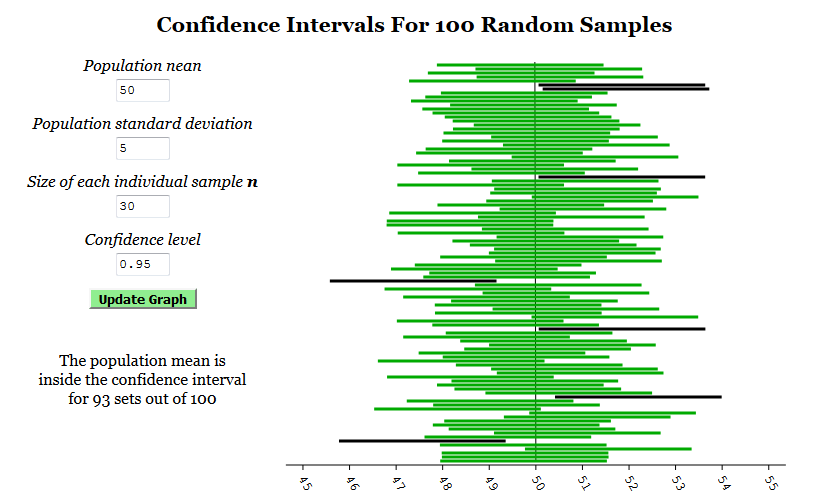 Confidence Intervals For 100 Random Samples
Population nean
50
Population standard deviation
5
Size of each individual sample n
30
Confidence level
0.95
Update Graph
The population mean is
inside the confidence interval
for 93 sets out of 100
45 46 47 48 49 50 51 52 53 54 55